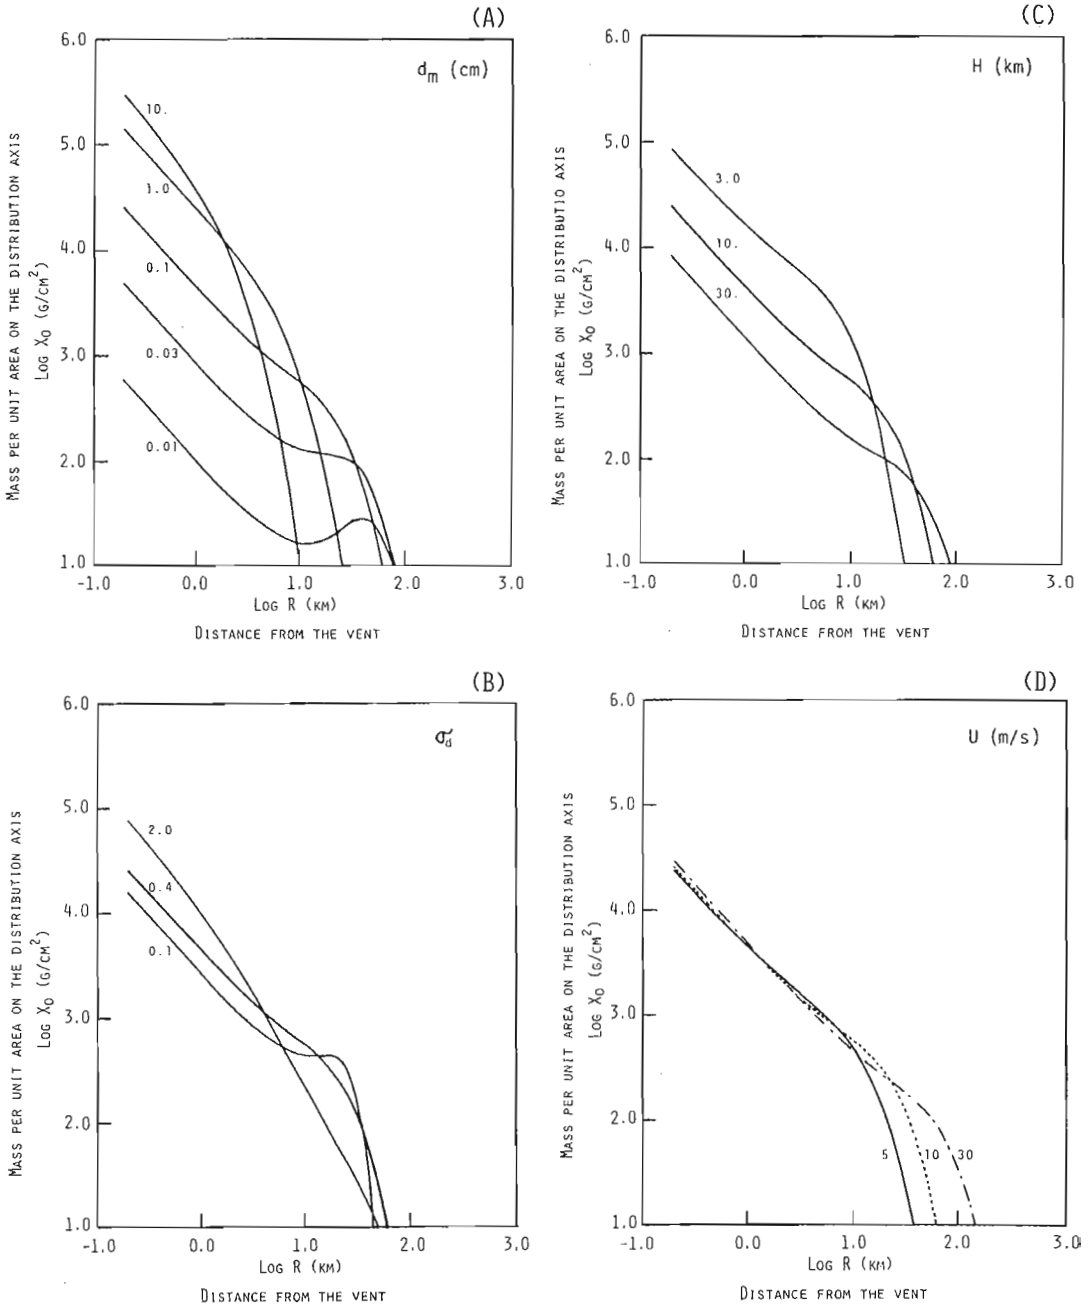 (A)
d_m (cm)
6.0
5.0
4.0
3.0
2.0
1.0
10.
1.0
0.1
0.03
0.01
-1.0 0.0 1.0 2.0 3.0
LOG R (KM)
DISTANCE FROM THE VENT
MASS PER UNIT AREA ON THE DISTRIBUTION AXIS
LOG X_O (G/CM^2)
(C)
H (km)
6.0
5.0
4.0
3.0
2.0
1.0
3.0
10.
30.
-1.0 0.0 1.0 2.0 3.0
LOG R (KM)
DISTANCE FROM THE VENT
MASS PER UNIT AREA ON THE DISTRIBUTIO AXIS
LOG X_O (G/CM^2)
(B)
σ_d
6.0
5.0
4.0
3.0
2.0
1.0
2.0
0.4
0.1
-1.0 0.0 1.0 2.0 3.0
LOG R (KM)
DISTANCE FROM THE VENT
MASS PER UNIT AREA ON THE DISTRIBUTION AXIS
LOG X_O (G/CM^2)
(D)
U (m/s)
6.0
5.0
4.0
3.0
2.0
1.0
5 10 30
-1.0 0.0 1.0 2.0 3.0
LOG R (KM)
DISTANCE FROM THE VENT
MASS PER UNIT AREA ON THE DISTRIBUTION AXIS
LOG X_O (G/CM^2)